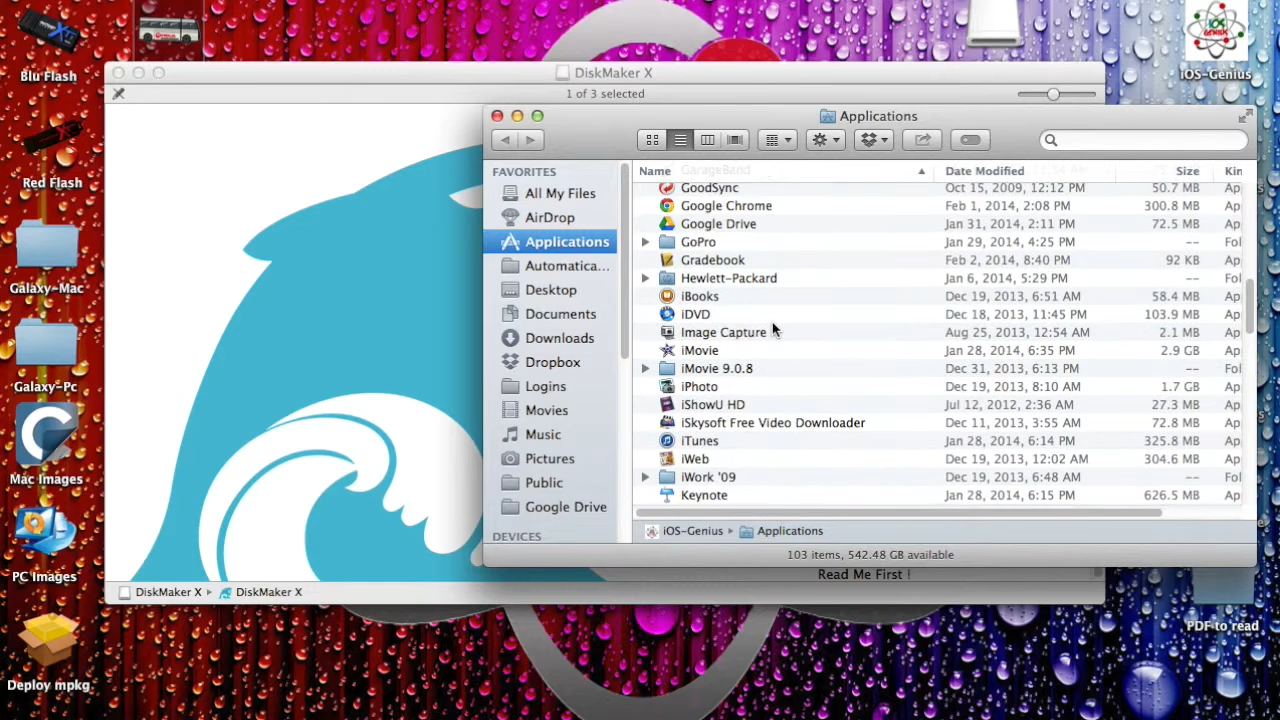 Blu Flash
Red Flash
Galaxy-Mac
Galaxy-Pc
Mac Images
PC Images
Deploy mpkg
iOS-Genius
PDF to read
DiskMaker X
1 of 3 selected
Applications
FAVORITES
All My Files
AirDrop
Applications
Automatica...
Desktop
Documents
Downloads
Dropbox
Logins
Movies
Music
Pictures
Public
Google Drive
DEVICES
Name Date Modified Size Kin
GarageBand
GoodSync Oct 15, 2009, 12:12 PM 50.7 MB Ap
Google Chrome Feb 1, 2014, 2:08 PM 300.8 MB Ap
Google Drive Jan 31, 2014, 2:11 PM 72.5 MB Ap
GoPro Jan 29, 2014, 4:25 PM -- Fol
Gradebook Feb 2, 2014, 8:40 PM 92 KB Ap
Hewlett-Packard Jan 6, 2014, 5:29 PM -- Fol
iBooks Dec 19, 2013, 6:51 AM 58.4 MB Ap
iDVD Dec 18, 2013, 11:45 PM 103.9 MB Ap
Image Capture Aug 25, 2013, 12:54 AM 2.1 MB Ap
iMovie Jan 28, 2014, 6:35 PM 2.9 GB Ap
iMovie 9.0.8 Dec 31, 2013, 6:13 PM -- Fol
iPhoto Dec 19, 2013, 8:10 AM 1.7 GB Ap
iShowU HD Jul 12, 2012, 2:36 AM 27.3 MB Ap
iSkysoft Free Video Downloader Dec 11, 2013, 3:55 AM 72.8 MB Ap
iTunes Jan 28, 2014, 6:14 PM 325.8 MB Ap
iWeb Dec 19, 2013, 12:02 AM 304.6 MB Ap
iWork '09 Dec 19, 2013, 6:48 AM -- Fol
Keynote Jan 28, 2014, 6:15 PM 626.5 MB Ap
iOS-Genius Applications
103 items, 542.48 GB available
Read Me First !
DiskMaker X DiskMaker X